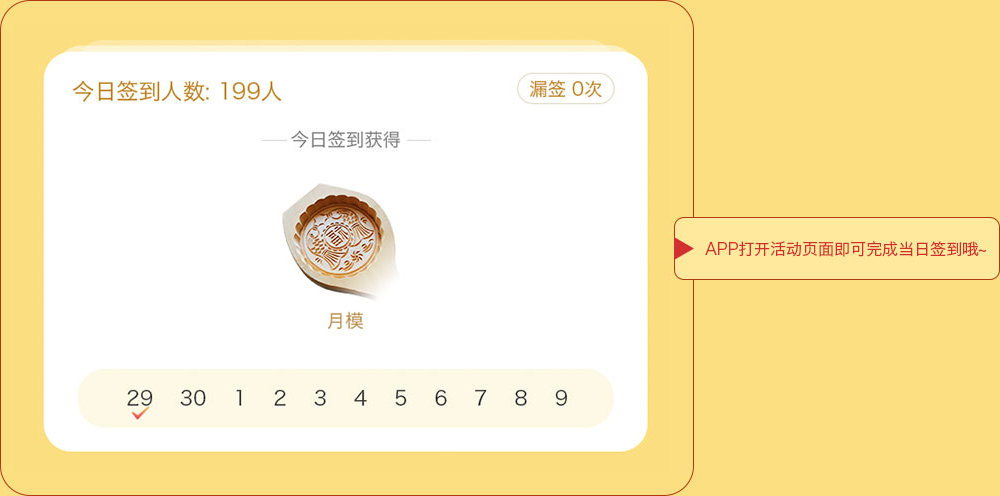 今日签到人数: 199人
漏签 0次
今日签到获得
月模
29 30 1 2 3 4 5 6 7 8 9
APP打开活动页面即可完成当日签到哦~